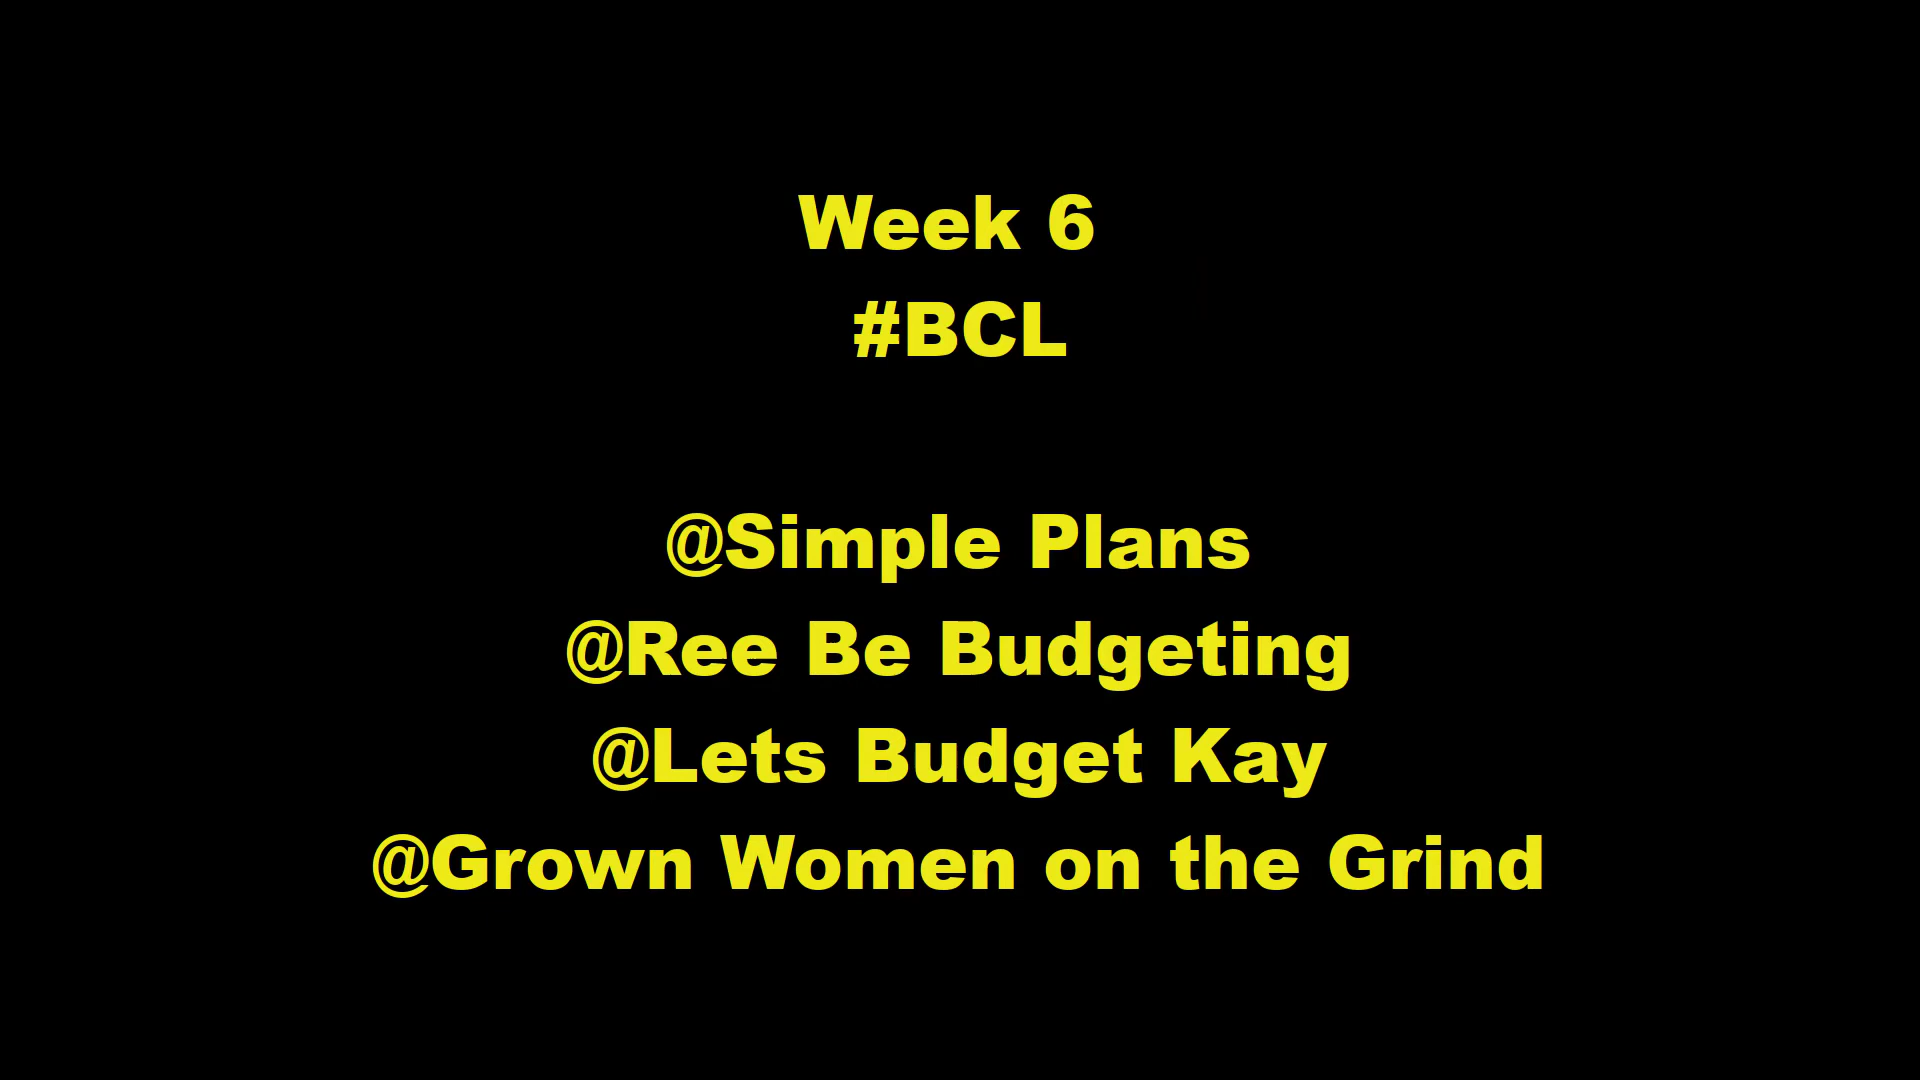 Week 6
#BCL
@Simple Plans
@Ree Be Budgeting
@Lets Budget Kay
@Grown Women on the Grind